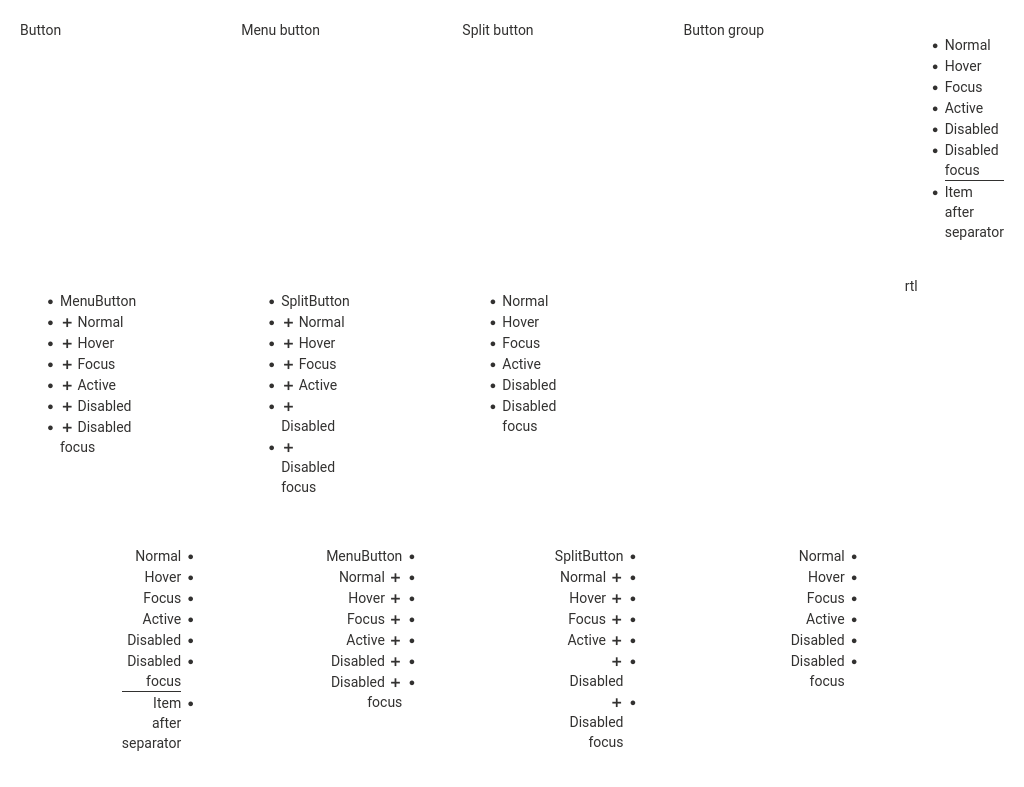 Button
Menu button
Split button
Button group
• Normal
• Hover
• Focus
• Active
• Disabled
• Disabled
focus
• Item
after
separator
• MenuButton
• + Normal
• + Hover
• + Focus
• + Active
• + Disabled
• + Disabled
focus
• SplitButton
• + Normal
• + Hover
• + Focus
• + Active
• +
Disabled
• +
Disabled
focus
• Normal
• Hover
• Focus
• Active
• Disabled
• Disabled
focus
rtl
Normal •
Hover •
Focus •
Active •
Disabled •
Disabled •
focus
Item •
after
separator
MenuButton •
Normal + •
Hover + •
Focus + •
Active + •
Disabled + •
Disabled + •
focus
SplitButton •
Normal + •
Hover + •
Focus + •
Active + •
+ •
Disabled
+ •
Disabled
focus
Normal •
Hover •
Focus •
Active •
Disabled •
Disabled •
focus